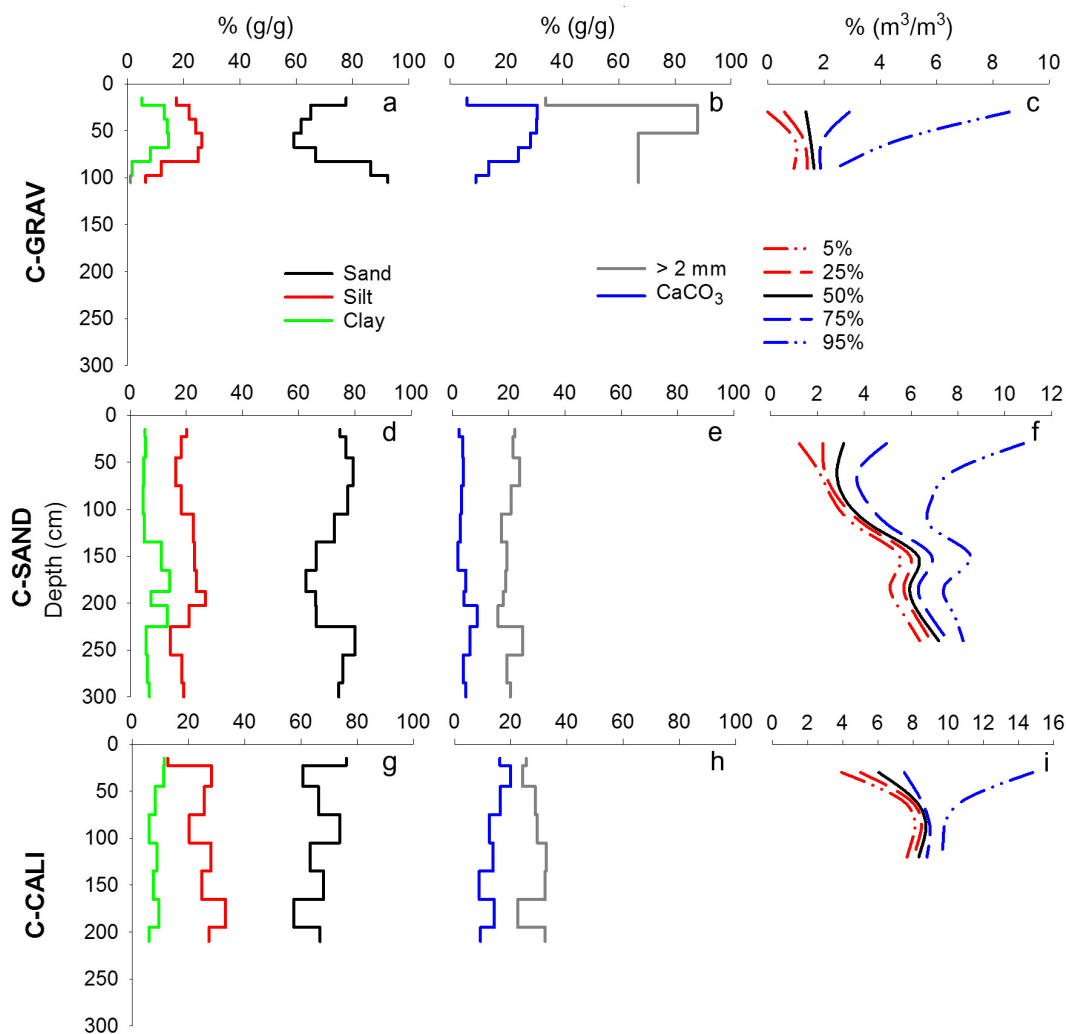 % (g/g)
% (g/g)
% (m³/m³)
0 20 40 60 80 100
0 20 40 60 80 100
0 2 4 6 8 10
0
50
100
150
200
250
300
C-GRAV
a
b
c
Sand
Silt
Clay
> 2 mm
CaCO₃
5%
25%
50%
75%
95%
0 20 40 60 80 100
0 20 40 60 80 100
0 2 4 6 8 10 12
0
50
100
150
200
250
300
C-SAND
Depth (cm)
d
e
f
0 20 40 60 80 100
0 20 40 60 80 100
0 2 4 6 8 10 12 14 16
0
50
100
150
200
250
300
C-CALI
g
h
i